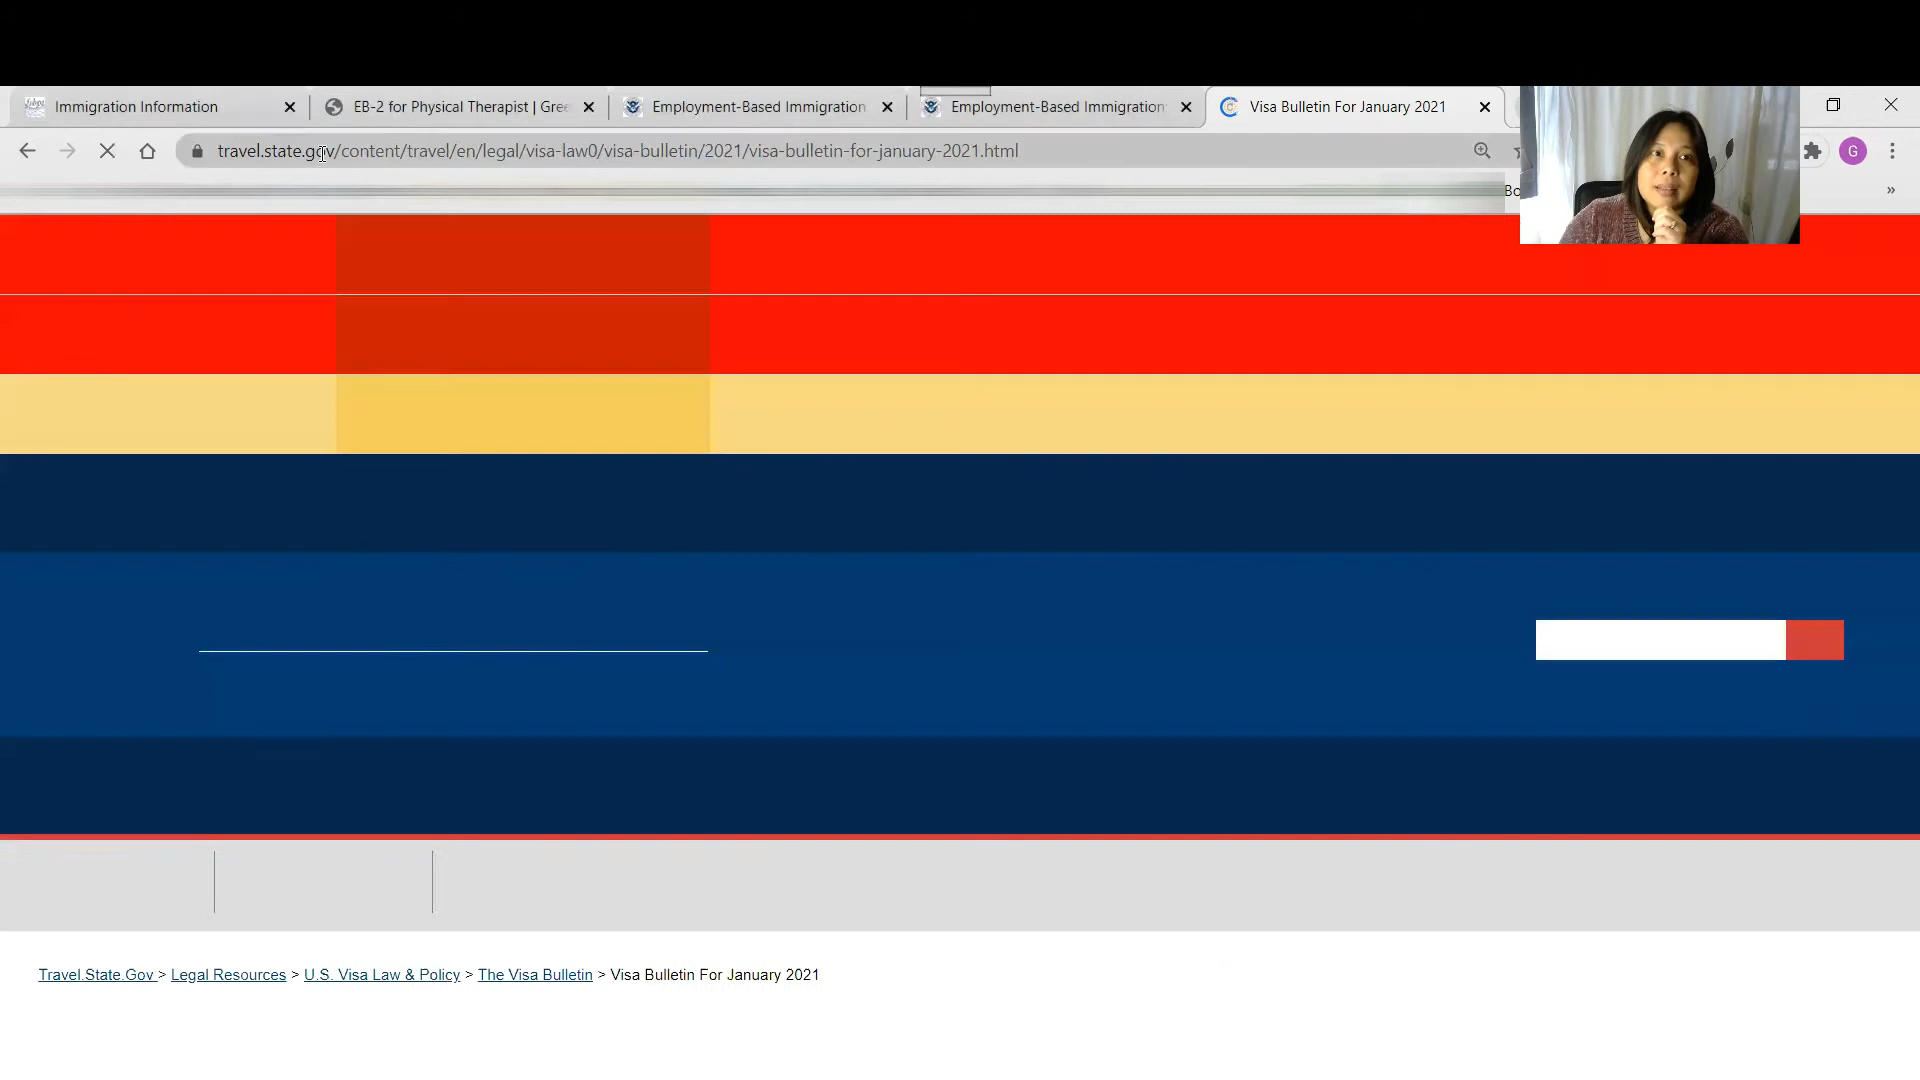 Immigration Information
EB-2 for Physical Therapist | Gree
Employment-Based Immigration
Employment-Based Immigration
Visa Bulletin For January 2021
travel.state.gov/content/travel/en/legal/visa-law0/visa-bulletin/2021/visa-bulletin-for-january-2021.html
G
Bo
»
Travel.State.Gov > Legal Resources > U.S. Visa Law & Policy > The Visa Bulletin > Visa Bulletin For January 2021